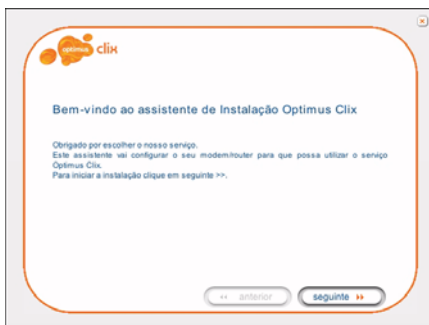 optimus clix
Bem-vindo ao assistente de Instalação Optimus Clix
Obrigado por escolher o nosso serviço.
Este assistente vai configurar o seu modem/router para que possa utilizar o serviço
Optimus Clix.
Para iniciar a instalação clique em seguinte >>.
anterior
seguinte